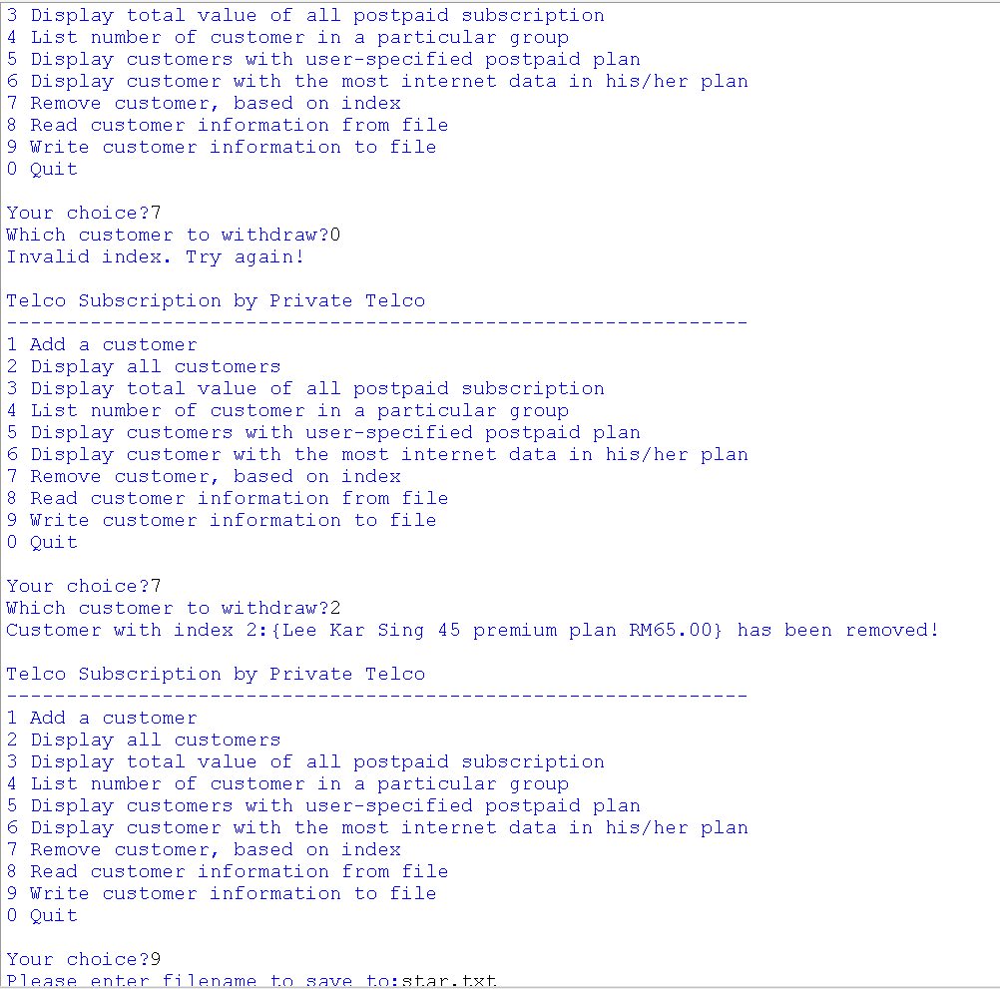 3 Display total value of all postpaid subscription
4 List number of customer in a particular group
5 Display customers with user-specified postpaid plan
6 Display customer with the most internet data in his/her plan
7 Remove customer, based on index
8 Read customer information from file
9 Write customer information to file
0 Quit
Your choice?7
Which customer to withdraw?0
Invalid index. Try again!
Telco Subscription by Private Telco
--------------------------------------------------------------
1 Add a customer
2 Display all customers
3 Display total value of all postpaid subscription
4 List number of customer in a particular group
5 Display customers with user-specified postpaid plan
6 Display customer with the most internet data in his/her plan
7 Remove customer, based on index
8 Read customer information from file
9 Write customer information to file
0 Quit
Your choice?7
Which customer to withdraw?2
Customer with index 2:{Lee Kar Sing 45 premium plan RM65.00} has been removed!
Telco Subscription by Private Telco
--------------------------------------------------------------
1 Add a customer
2 Display all customers
3 Display total value of all postpaid subscription
4 List number of customer in a particular group
5 Display customers with user-specified postpaid plan
6 Display customer with the most internet data in his/her plan
7 Remove customer, based on index
8 Read customer information from file
9 Write customer information to file
0 Quit
Your choice?9
Please enter filename to save to:star.txt